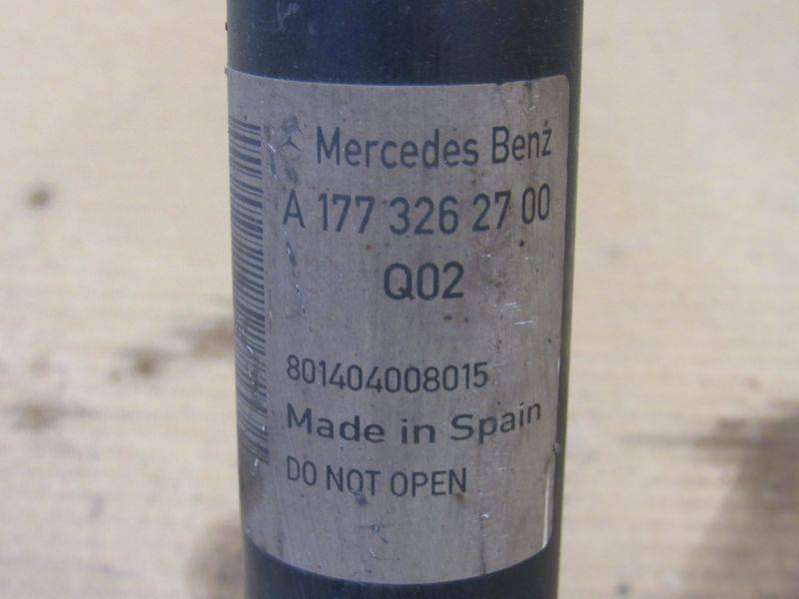 Mercedes Benz
A 177 326 27 00
Q02
801404008015
Made in Spain
DO NOT OPEN